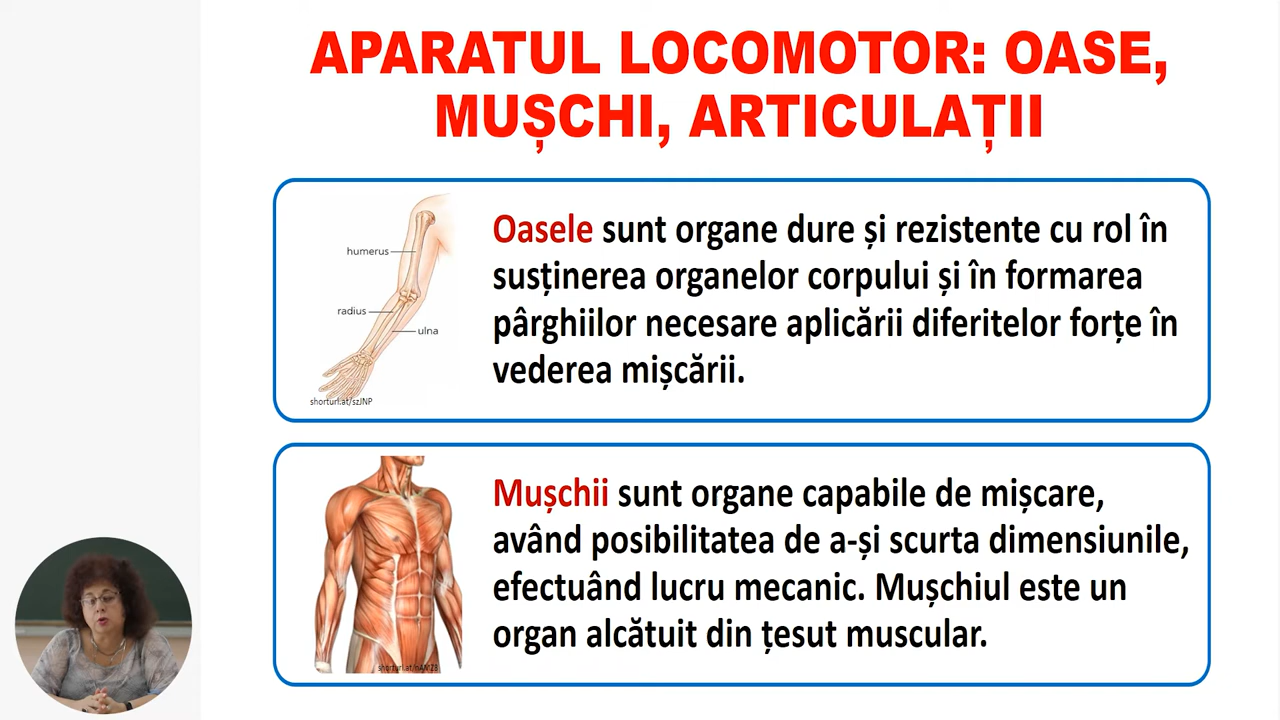 APARATUL LOCOMOTOR: OASE,
MUȘCHI, ARTICULAȚII
humerus
radius
ulna
shorturl.at/szJNP
Oasele sunt organe dure și rezistente cu rol în
susținerea organelor corpului și în formarea
pârghiilor necesare aplicării diferitelor forțe în
vederea mișcării.
Mușchii sunt organe capabile de mișcare,
având posibilitatea de a-și scurta dimensiunile,
efectuând lucru mecanic. Mușchiul este un
organ alcătuit din țesut muscular.
shorturl.at/nAMZ8